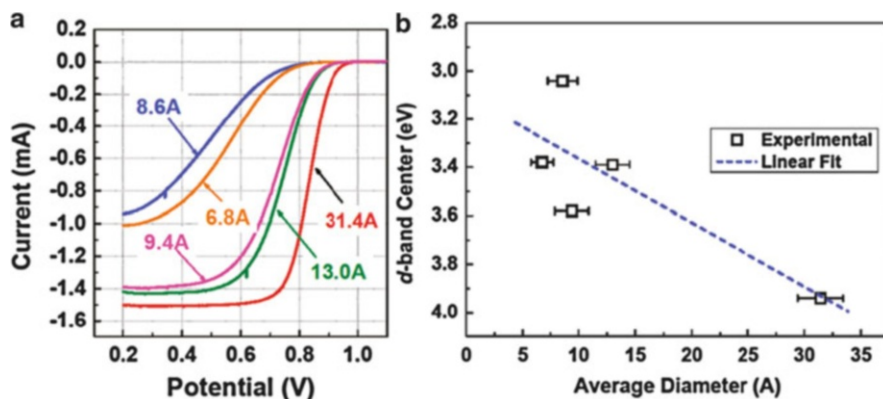 a
0.2
0.0
-0.2
-0.4
-0.6
-0.8
-1.0
-1.2
-1.4
-1.6
Current (mA)
8.6A
6.8A
9.4A
13.0A
31.4A
0.2 0.4 0.6 0.8 1.0
Potential (V)
b
2.8
3.0
3.2
3.4
3.6
3.8
4.0
d-band Center (eV)
Experimental
Linear Fit
0 5 10 15 20 25 30 35
Average Diameter (A)